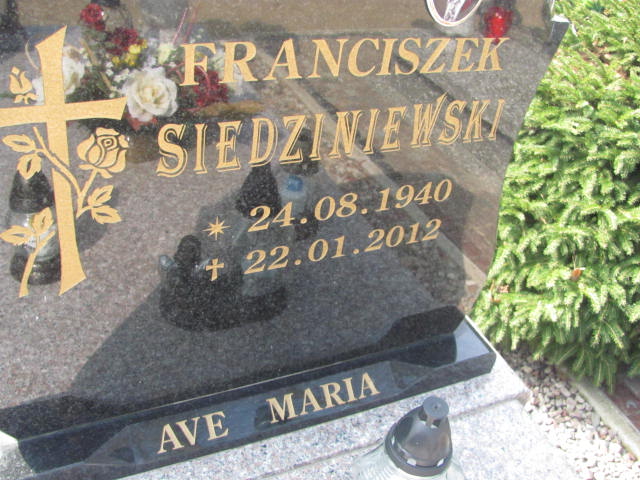 FRANCISZEK
SIEDZINIEWSKI
24.08.1940
22.01.2012
AVE MARIA